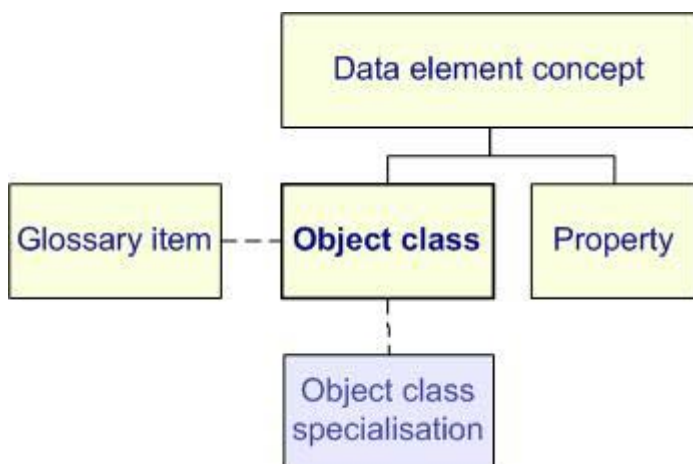 Data element concept
Glossary item
Object class
Property
Object class
specialisation